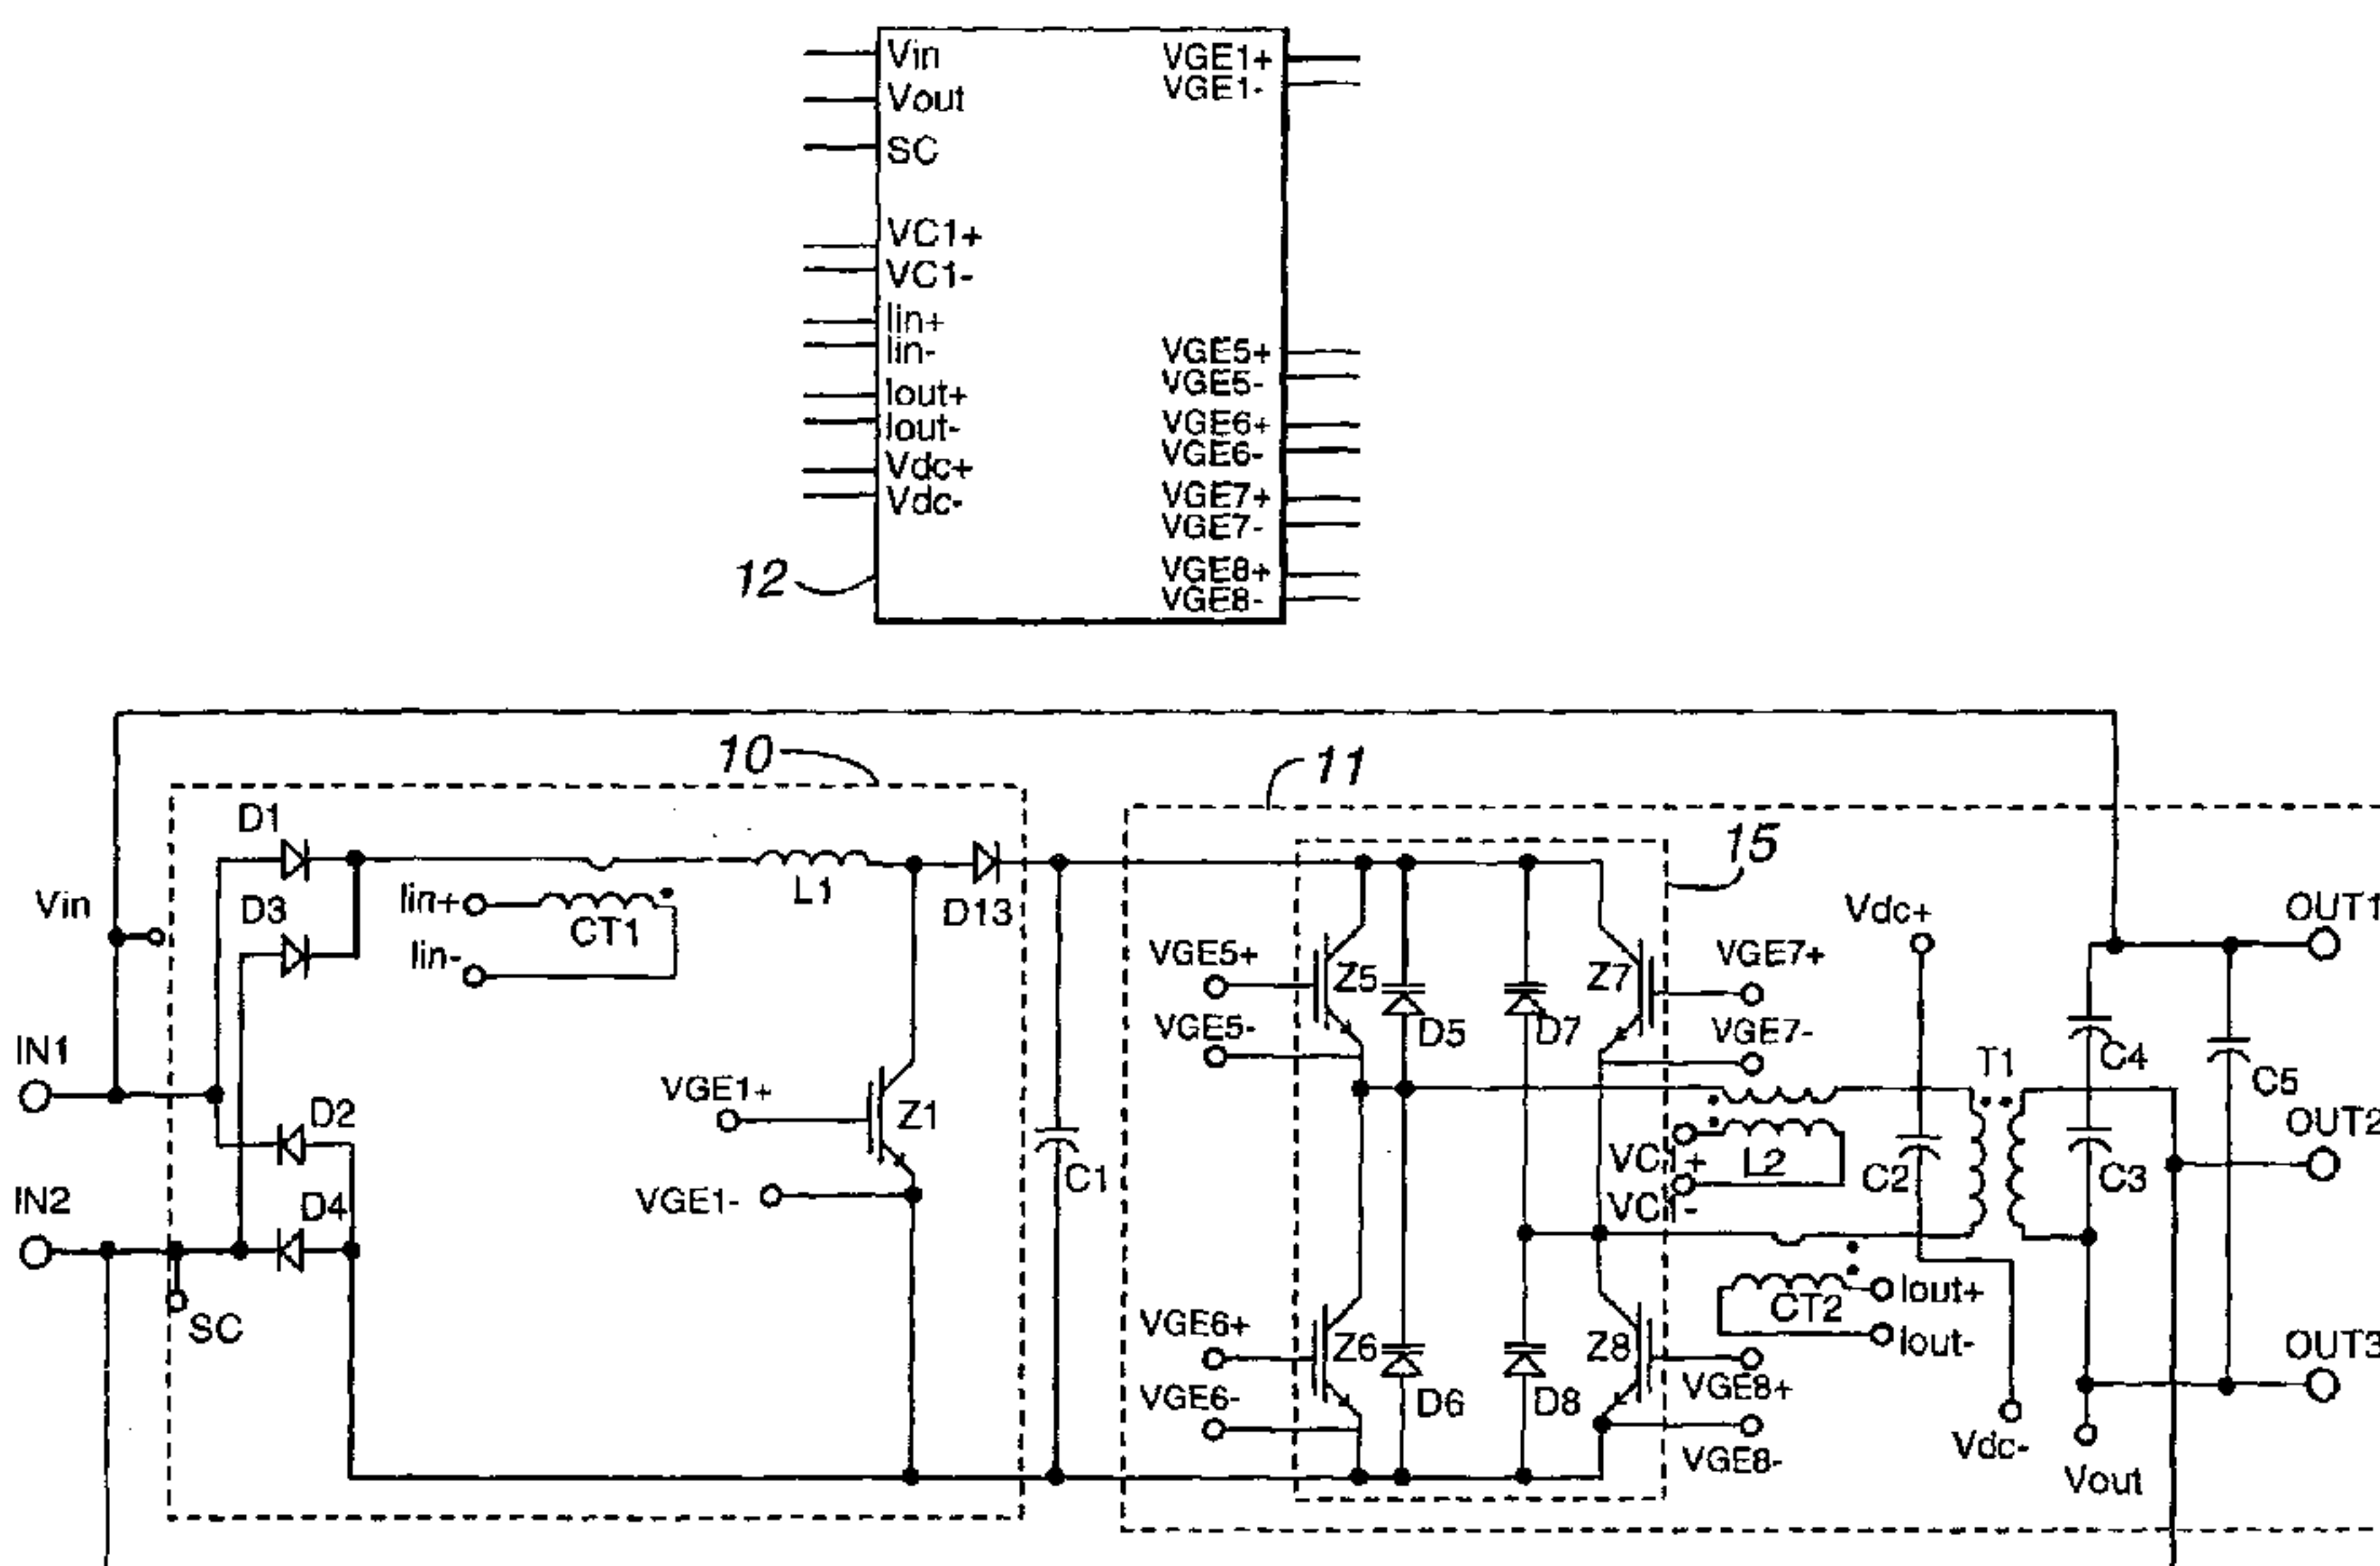 Vin
Vout
SC
VC1+
VC1-
Iin+
Iin-
Iout+
Iout-
Vdc+
Vdc-
VGE1+
VGE1-
VGE5+
VGE5-
VGE6+
VGE6-
VGE7+
VGE7-
VGE8+
VGE8-
12
10
11
15
D1
D3
Vin
Iin+
CT1
Iin-
L1
D13
IN1
D2
VGE1+
Z1
IN2
D4
VGE1-
C1
SC
VGE5+
VGE5-
Z5
D5
D7
Z7
VGE7+
VGE7-
Vdc+
OUT1
T1
C4
C5
OUT2
VC1+
L2
VC1-
C2
C3
VGE6+
Z6
VGE6-
D6
D8
Z8
CT2
Iout+
Iout-
VGE8+
VGE8-
OUT3
Vdc-
Vout